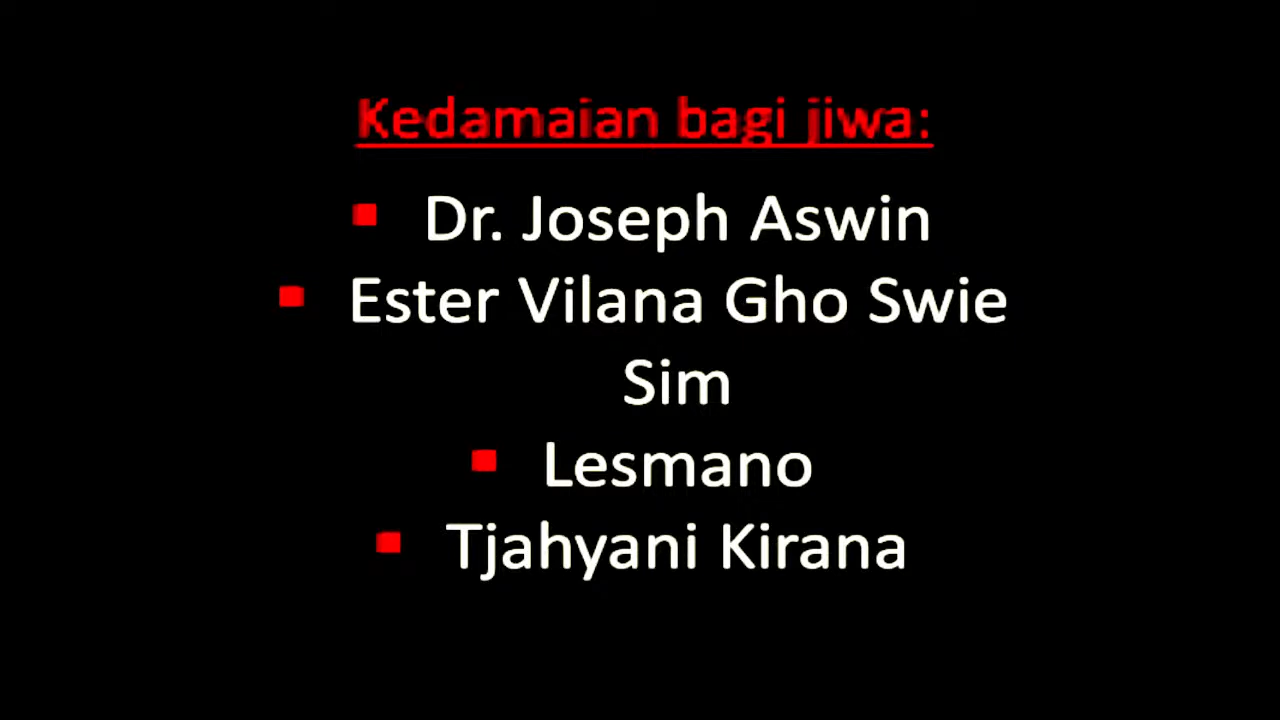 Kedamaian bagi jiwa:
▪ Dr. Joseph Aswin
▪ Ester Vilana Gho Swie
Sim
▪ Lesmano
▪ Tjahyani Kirana